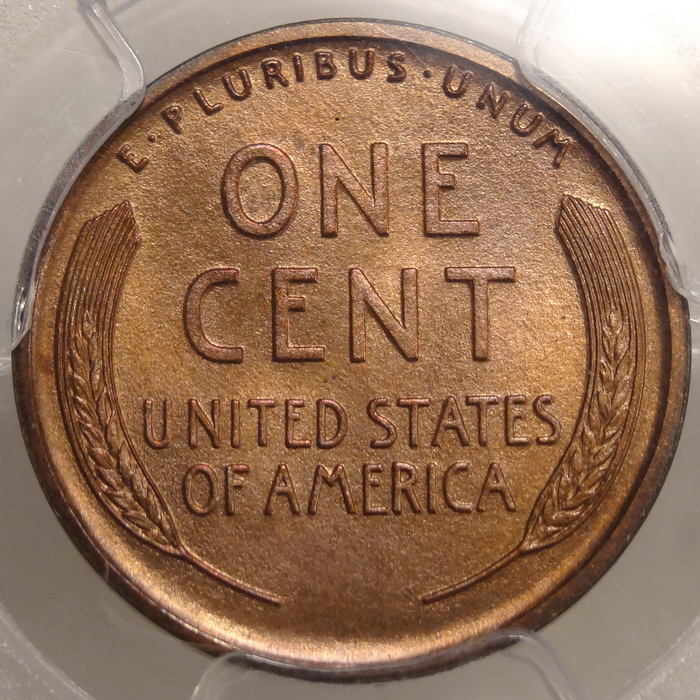 E·PLURIBUS·UNUM
ONE
CENT
UNITED STATES
OF AMERICA